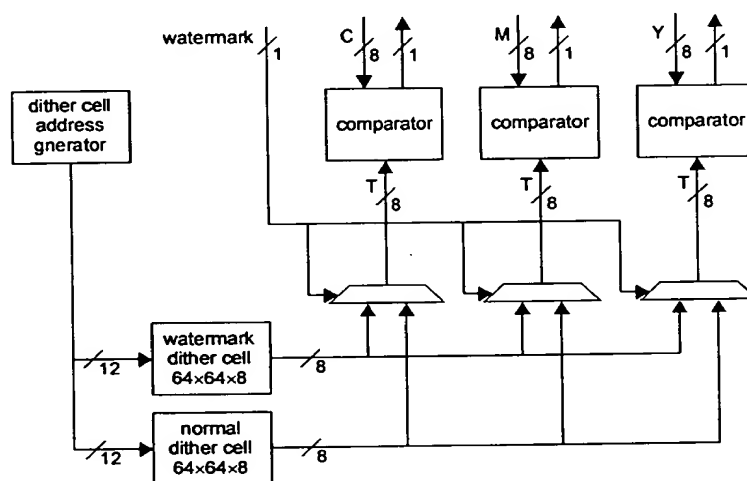 watermark
1
C
8
1
M
8
1
Y
8
1
dither cell
address
gnerator
comparator
comparator
comparator
T
8
T
8
T
8
watermark
dither cell
64×64×8
12
8
normal
dither cell
64×64×8
12
8